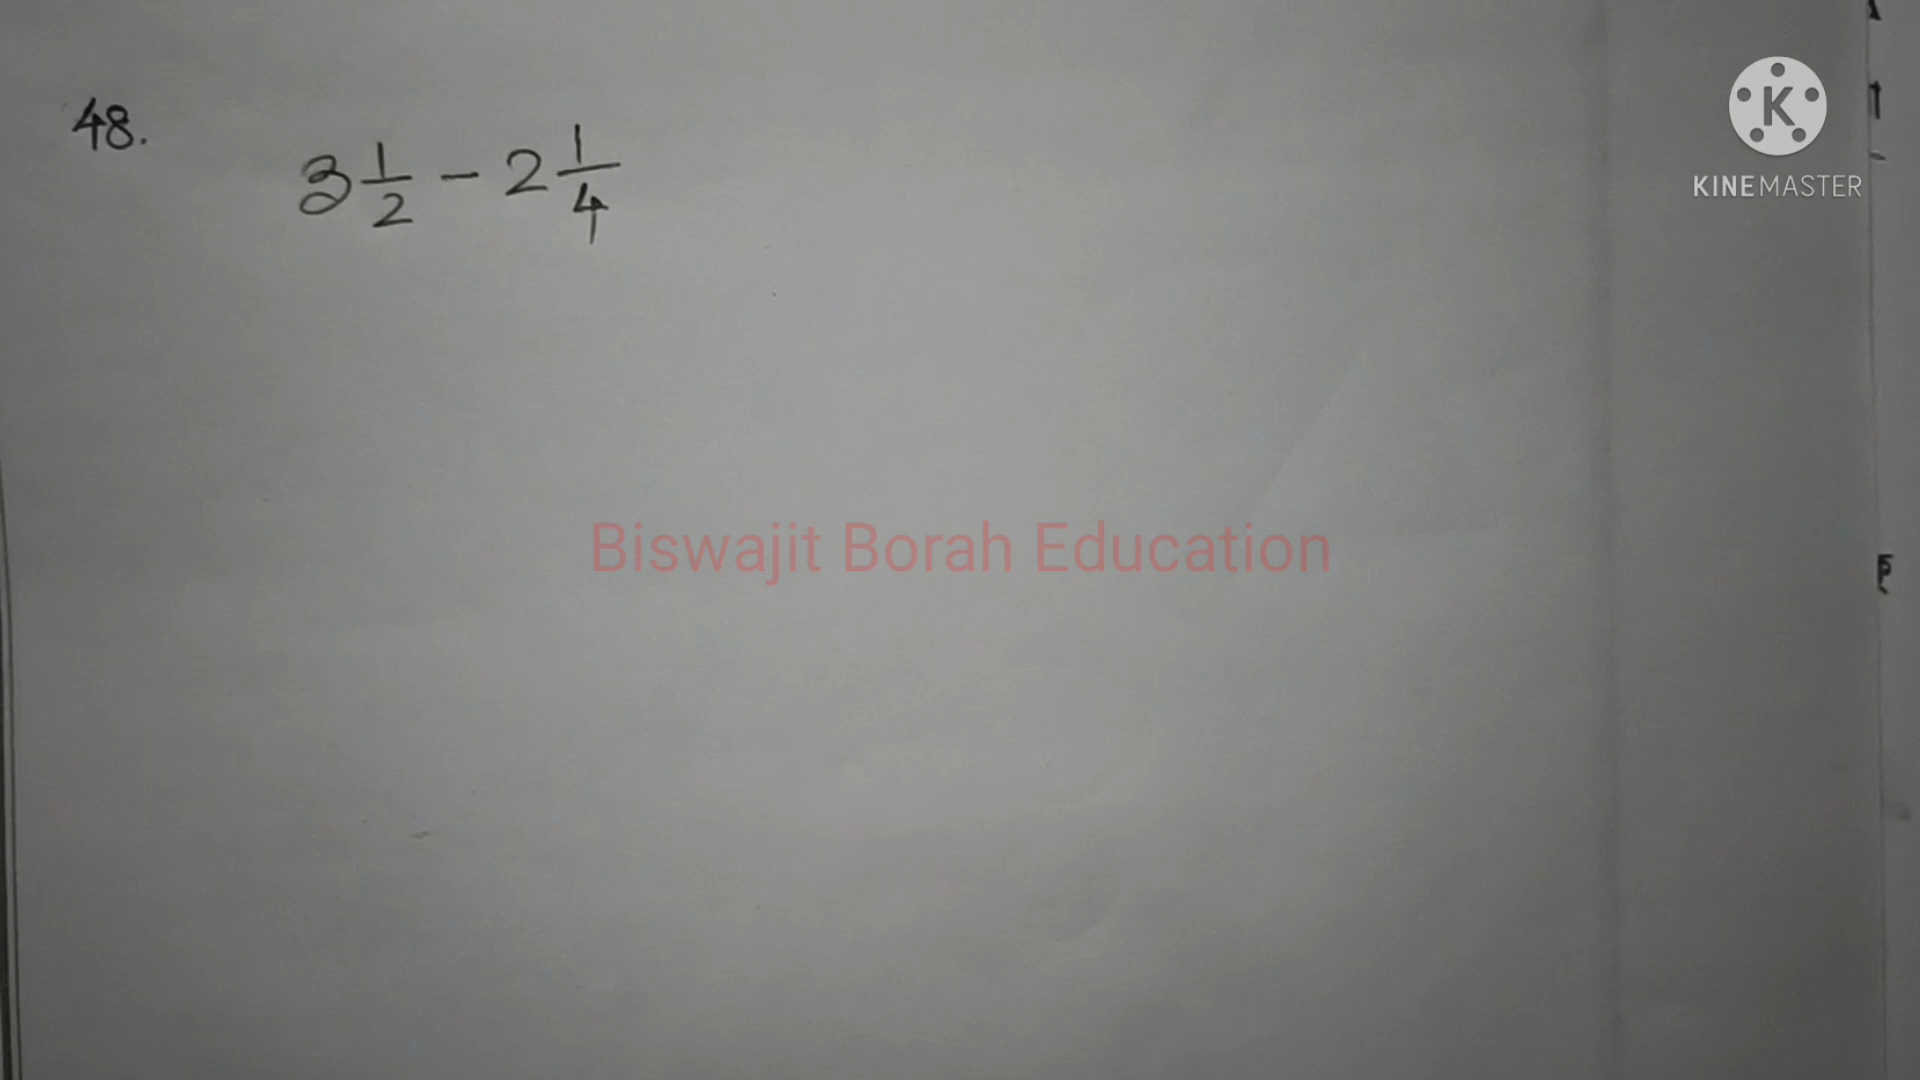 48.
3 1/2 - 2 1/4
K
KINEMASTER
Biswajit Borah Education